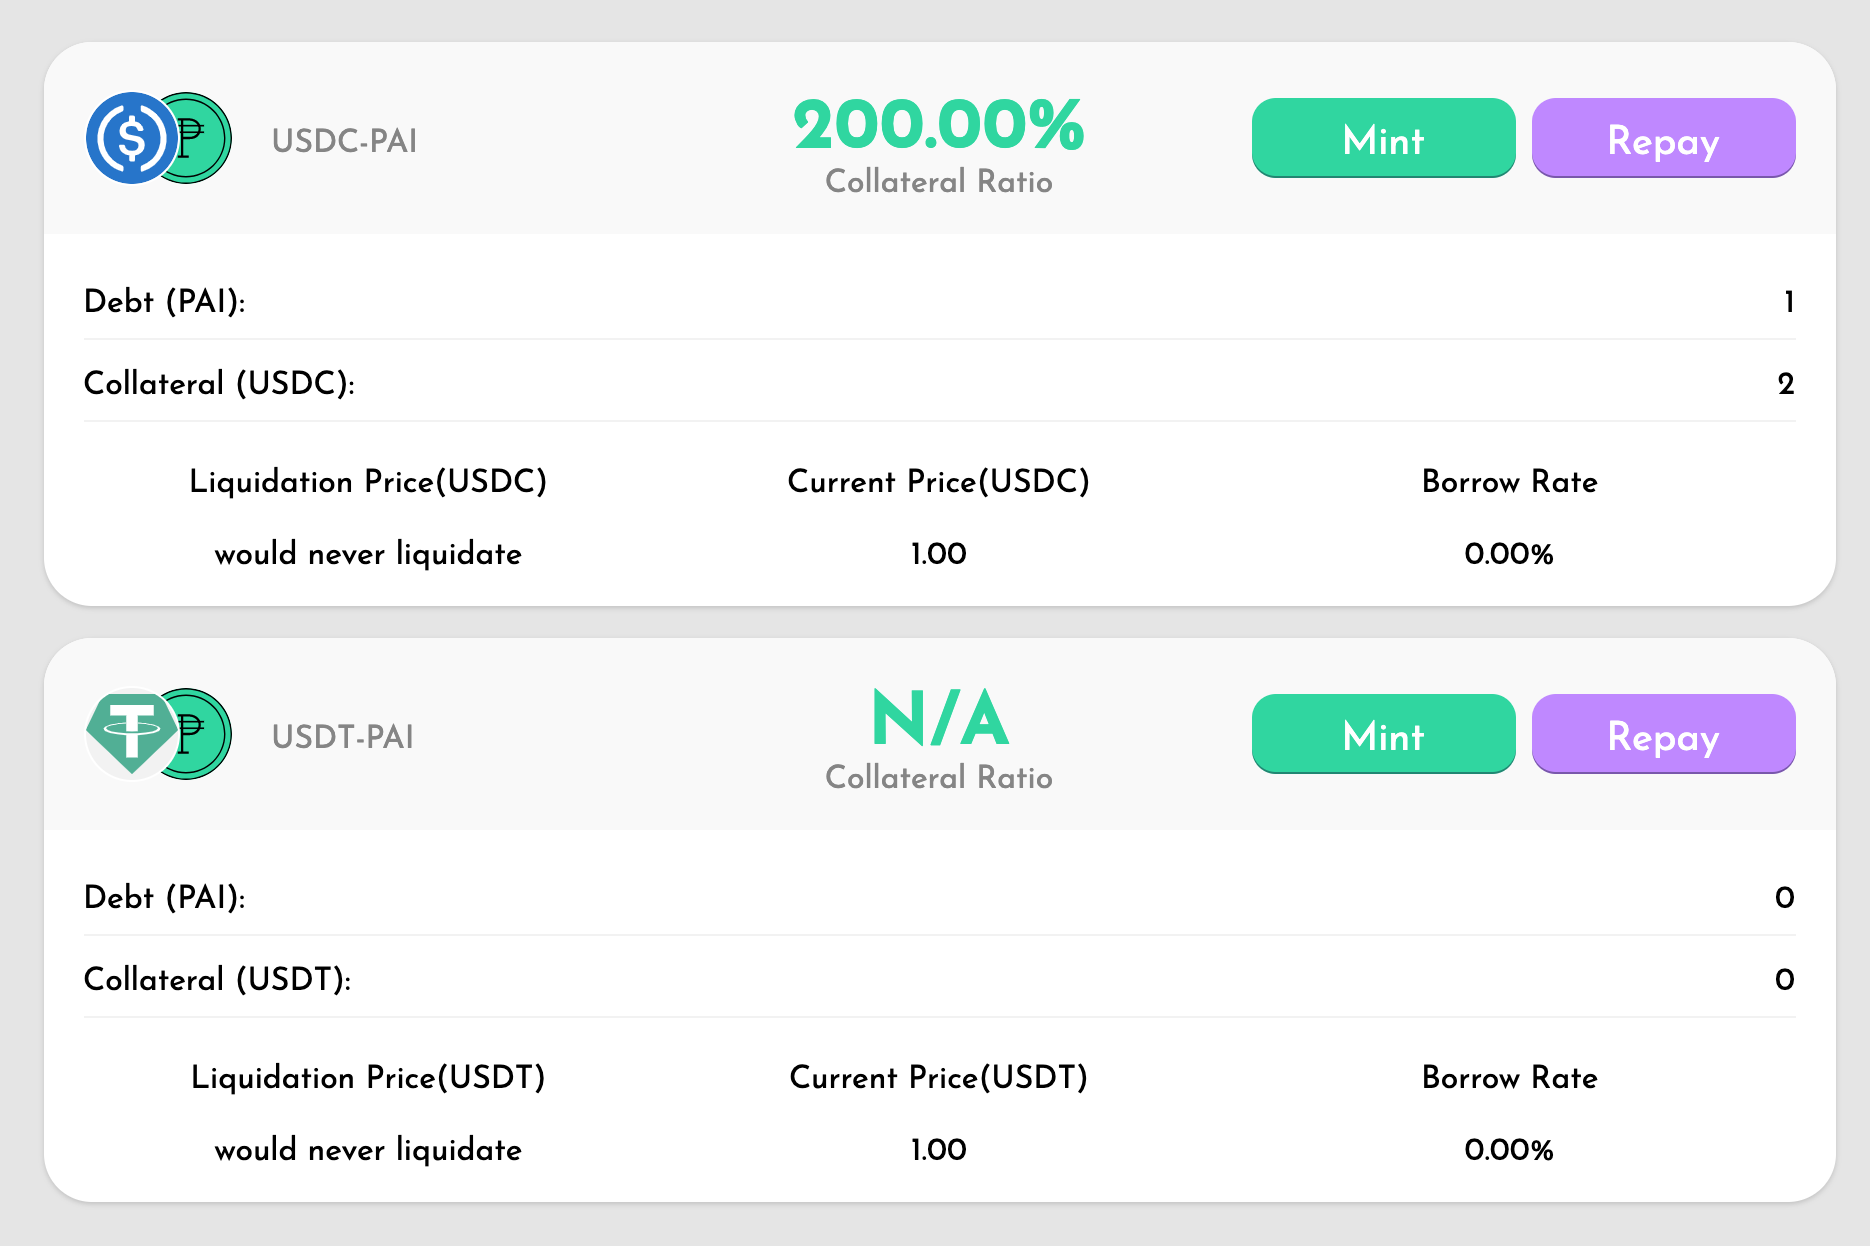 USDC-PAI
200.00%
Collateral Ratio
Mint
Repay
Debt (PAI):
1
Collateral (USDC):
2
Liquidation Price(USDC)
Current Price(USDC)
Borrow Rate
would never liquidate
1.00
0.00%
USDT-PAI
N/A
Collateral Ratio
Mint
Repay
Debt (PAI):
0
Collateral (USDT):
0
Liquidation Price(USDT)
Current Price(USDT)
Borrow Rate
would never liquidate
1.00
0.00%